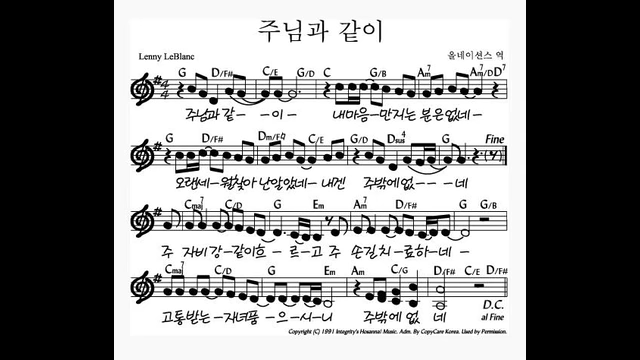 주님과 같이
Lenny LeBlanc 올네이션스 역
G D/F# C/E G/D C G/B Am7 Am7/D D7
주님과 같- - - 이 - 내마음 - 만지는 분은없네 -
G D/F# Dm/F C/E G/D Dsus4 G Fine
오랜세 - 월찾아 난알았네 - 내겐 주밖에없 - - - 네
Cmaj7 C/D G Em Am7 D/F# G
주 자비강 - 같이흐 - 르 - 고 주 손길치 - 료하 - 네 -
Cmaj7 C/D G Em Am C/G D/F# C/E D/F#
고통받는 - 자녀품 - 으 - 시 - 니 주밖에 없 네 D.C. al Fine
Copyright (C) 1991 Integrity's Hosanna! Music. Adm. By CopyCare Korea. Used by Permission.